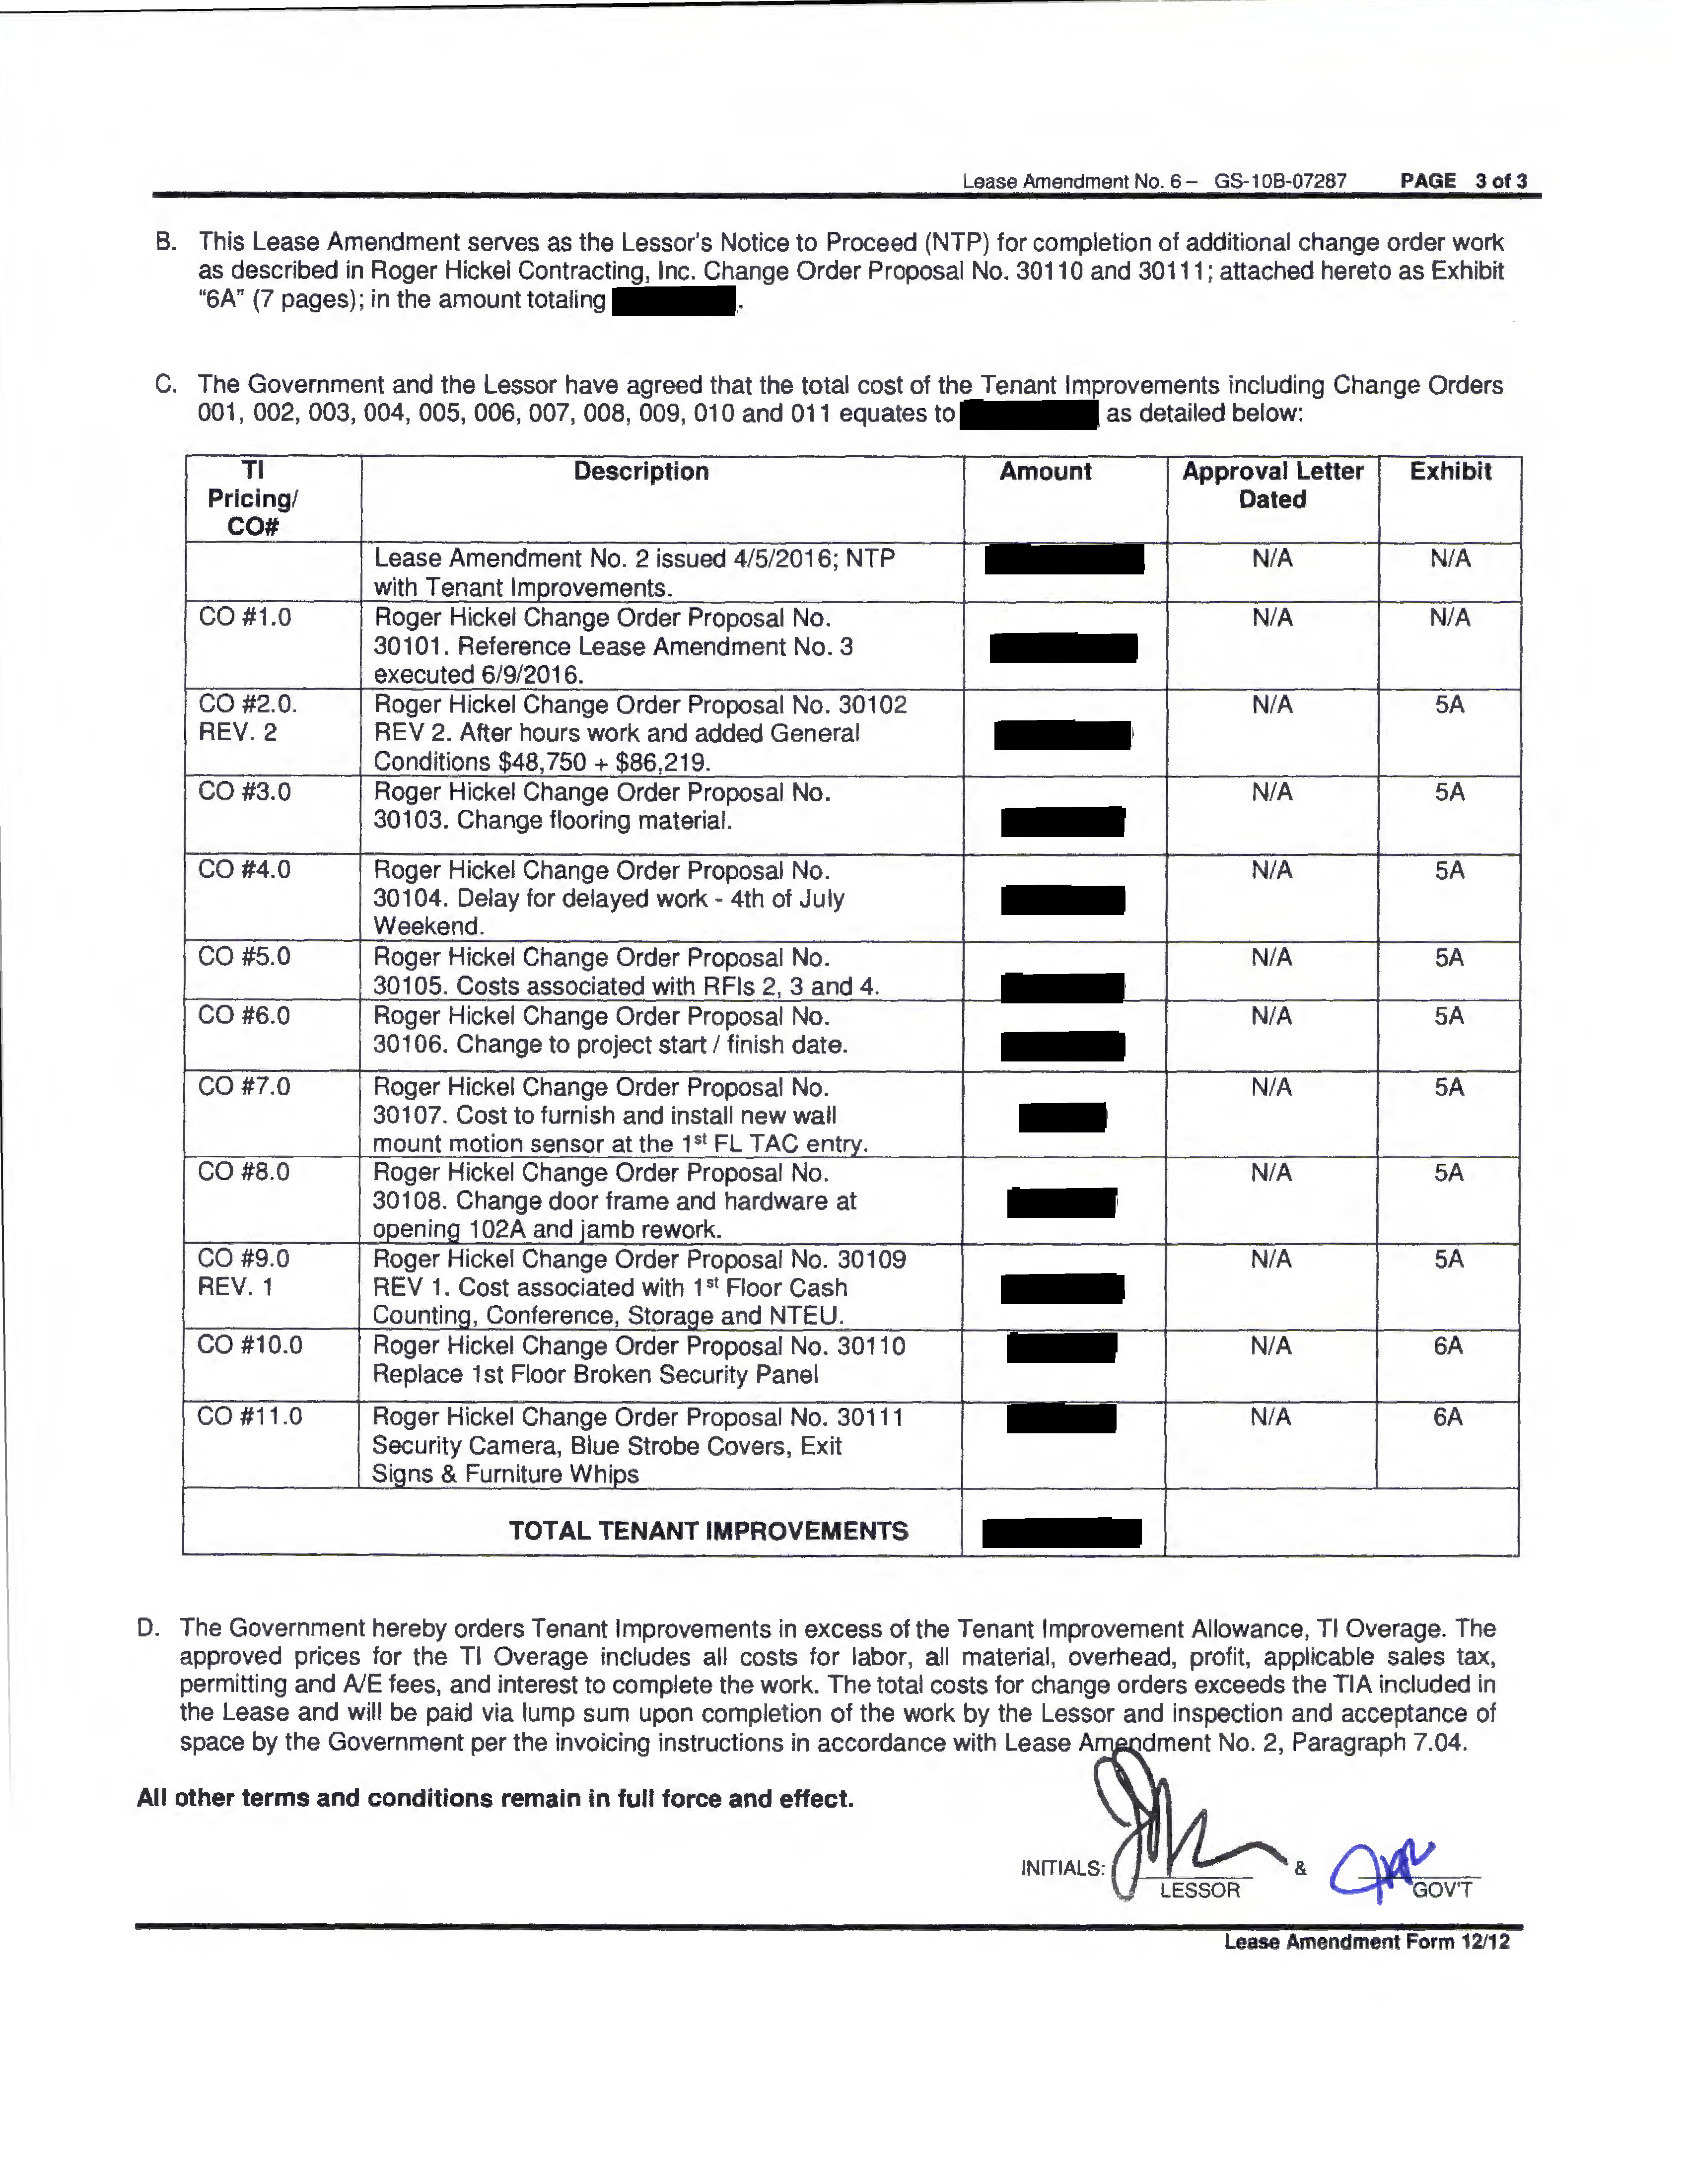 Lease Amendment No. 6 – GS-10B-07287 PAGE 3 of 3
B. This Lease Amendment serves as the Lessor's Notice to Proceed (NTP) for completion of additional change order work
as described in Roger Hickel Contracting, Inc. Change Order Proposal No. 30110 and 30111; attached hereto as Exhibit
"6A" (7 pages); in the amount totaling .
C. The Government and the Lessor have agreed that the total cost of the Tenant Improvements including Change Orders
001, 002, 003, 004, 005, 006, 007, 008, 009, 010 and 011 equates to as detailed below:
TI Description Amount Approval Letter Exhibit
Pricing/ Dated
CO#
Lease Amendment No. 2 issued 4/5/2016; NTP N/A N/A
with Tenant Improvements.
CO #1.0 Roger Hickel Change Order Proposal No. N/A N/A
30101. Reference Lease Amendment No. 3
executed 6/9/2016.
CO #2.0. Roger Hickel Change Order Proposal No. 30102 N/A 5A
REV. 2 REV 2. After hours work and added General
Conditions $48,750 + $86,219.
CO #3.0 Roger Hickel Change Order Proposal No. N/A 5A
30103. Change flooring material.
CO #4.0 Roger Hickel Change Order Proposal No. N/A 5A
30104. Delay for delayed work - 4th of July
Weekend.
CO #5.0 Roger Hickel Change Order Proposal No. N/A 5A
30105. Costs associated with RFIs 2, 3 and 4.
CO #6.0 Roger Hickel Change Order Proposal No. N/A 5A
30106. Change to project start / finish date.
CO #7.0 Roger Hickel Change Order Proposal No. N/A 5A
30107. Cost to furnish and install new wall
mount motion sensor at the 1st FL TAC entry.
CO #8.0 Roger Hickel Change Order Proposal No. N/A 5A
30108. Change door frame and hardware at
opening 102A and jamb rework.
CO #9.0 Roger Hickel Change Order Proposal No. 30109 N/A 5A
REV. 1 REV 1. Cost associated with 1st Floor Cash
Counting, Conference, Storage and NTEU.
CO #10.0 Roger Hickel Change Order Proposal No. 30110 N/A 6A
Replace 1st Floor Broken Security Panel
CO #11.0 Roger Hickel Change Order Proposal No. 30111 N/A 6A
Security Camera, Blue Strobe Covers, Exit
Signs & Furniture Whips
TOTAL TENANT IMPROVEMENTS
D. The Government hereby orders Tenant Improvements in excess of the Tenant Improvement Allowance, TI Overage. The
approved prices for the TI Overage includes all costs for labor, all material, overhead, profit, applicable sales tax,
permitting and A/E fees, and interest to complete the work. The total costs for change orders exceeds the TIA included in
the Lease and will be paid via lump sum upon completion of the work by the Lessor and inspection and acceptance of
space by the Government per the invoicing instructions in accordance with Lease Amendment No. 2, Paragraph 7.04.
All other terms and conditions remain in full force and effect.
INITIALS: &
LESSOR GOV'T
Lease Amendment Form 12/12